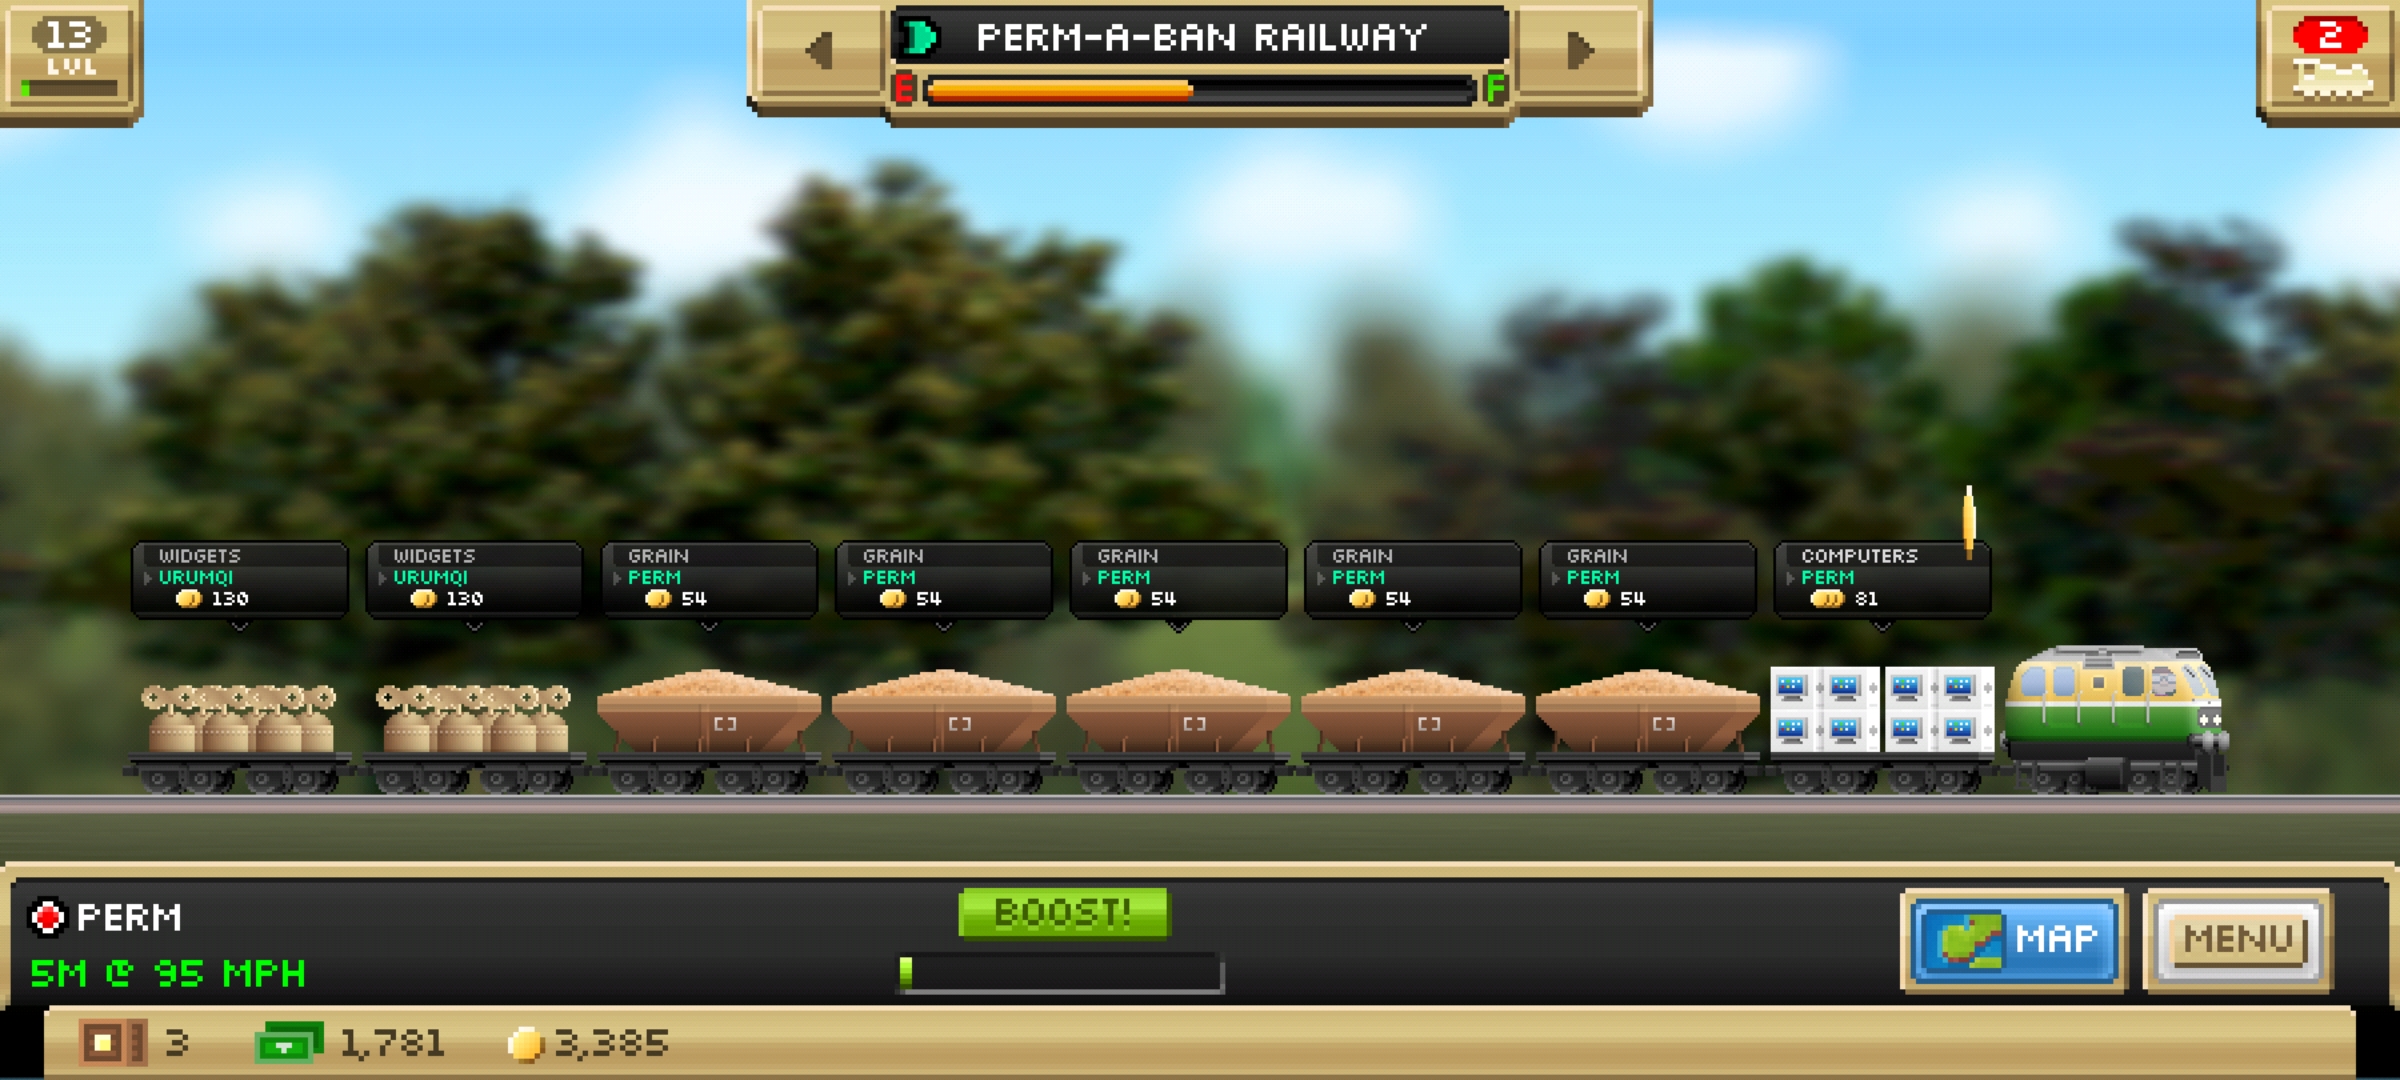 13
LVL
PERM-A-BAN RAILWAY
E F
2
WIDGETS
URUMQI
130
WIDGETS
URUMQI
130
GRAIN
PERM
54
GRAIN
PERM
54
GRAIN
PERM
54
GRAIN
PERM
54
GRAIN
PERM
54
COMPUTERS
PERM
81
PERM
5M @ 95 MPH
BOOST!
MAP
MENU
3 1,781 3,385